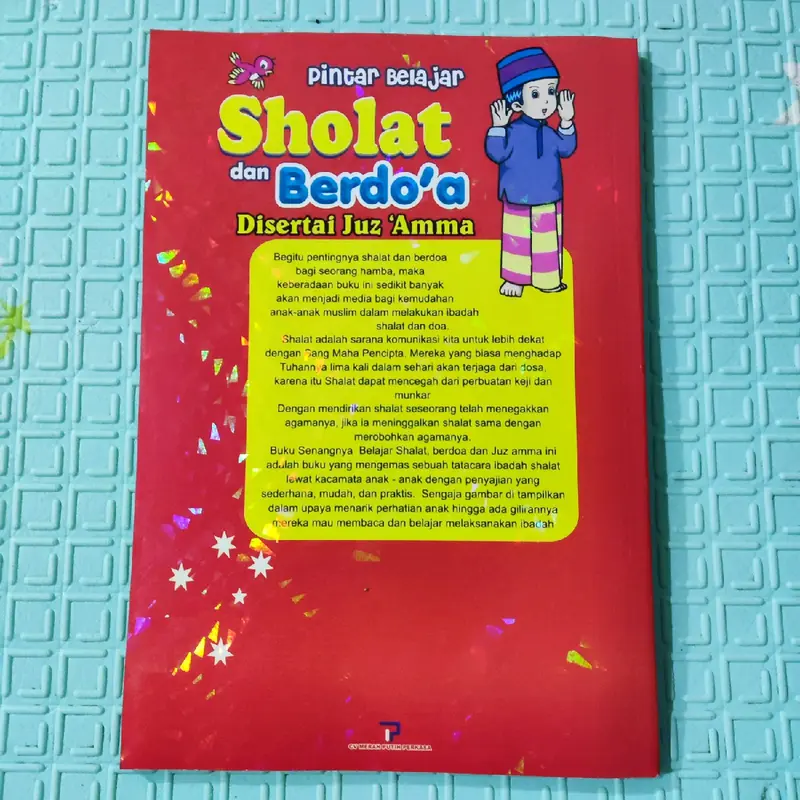 Pintar Belajar
Sholat
dan Berdo'a
Disertai Juz 'Amma
Begitu pentingnya shalat dan berdoa
bagi seorang hamba, maka
keberadaan buku ini sedikit banyak
akan menjadi media bagi kemudahan
anak-anak muslim dalam melakukan ibadah
shalat dan doa.
Shalat adalah sarana komunikasi kita untuk lebih dekat
dengan Sang Maha Pencipta. Mereka yang biasa menghadap
Tuhannya lima kali dalam sehari akan terjaga dari dosa,
karena itu Shalat dapat mencegah dari perbuatan keji dan
munkar
Dengan mendirikan shalat seseorang telah menegakkan
agamanya, jika ia meninggalkan shalat sama dengan
merobohkan agamanya.
Buku Senangnya Belajar Shalat, berdoa dan Juz amma ini
adalah buku yang mengemas sebuah tatacara ibadah shalat
lewat kacamata anak - anak dengan penyajian yang
sederhana, mudah, dan praktis. Sengaja gambar di tampilkan
dalam upaya menarik perhatian anak hingga ada gilirannya
mereka mau membaca dan belajar melaksanakan ibadah
CV MERAH PUTIH PERKASA